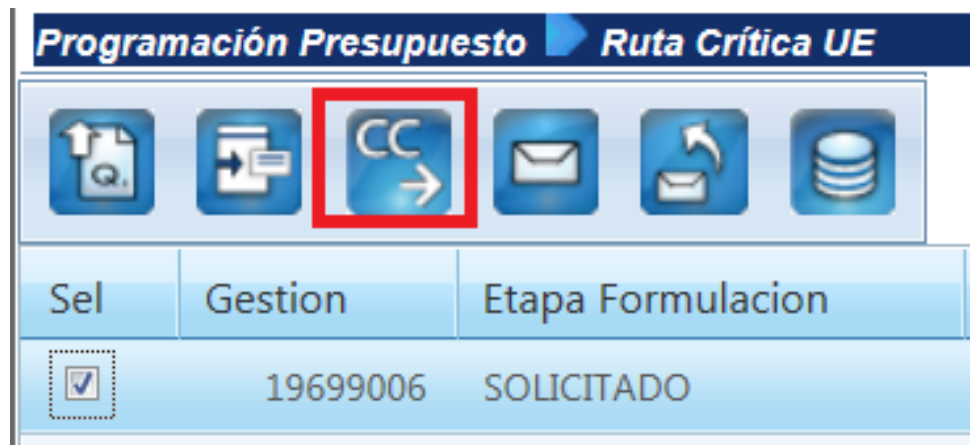 Programación Presupuesto Ruta Crítica UE
Q. CC
Sel Gestion Etapa Formulacion
19699006 SOLICITADO